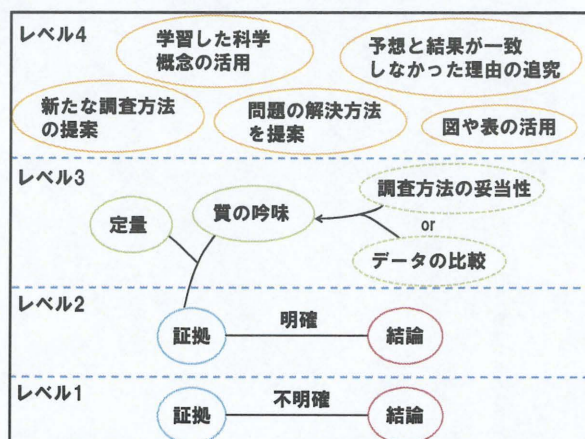 レベル4
学習した科学
概念の活用
予想と結果が一致
しなかった理由の追究
新たな調査方法
の提案
問題の解決方法
を提案
図や表の活用
レベル3
調査方法の妥当性
定量
質の吟味
or
データの比較
レベル2
証拠
明確
結論
レベル1
証拠
不明確
結論